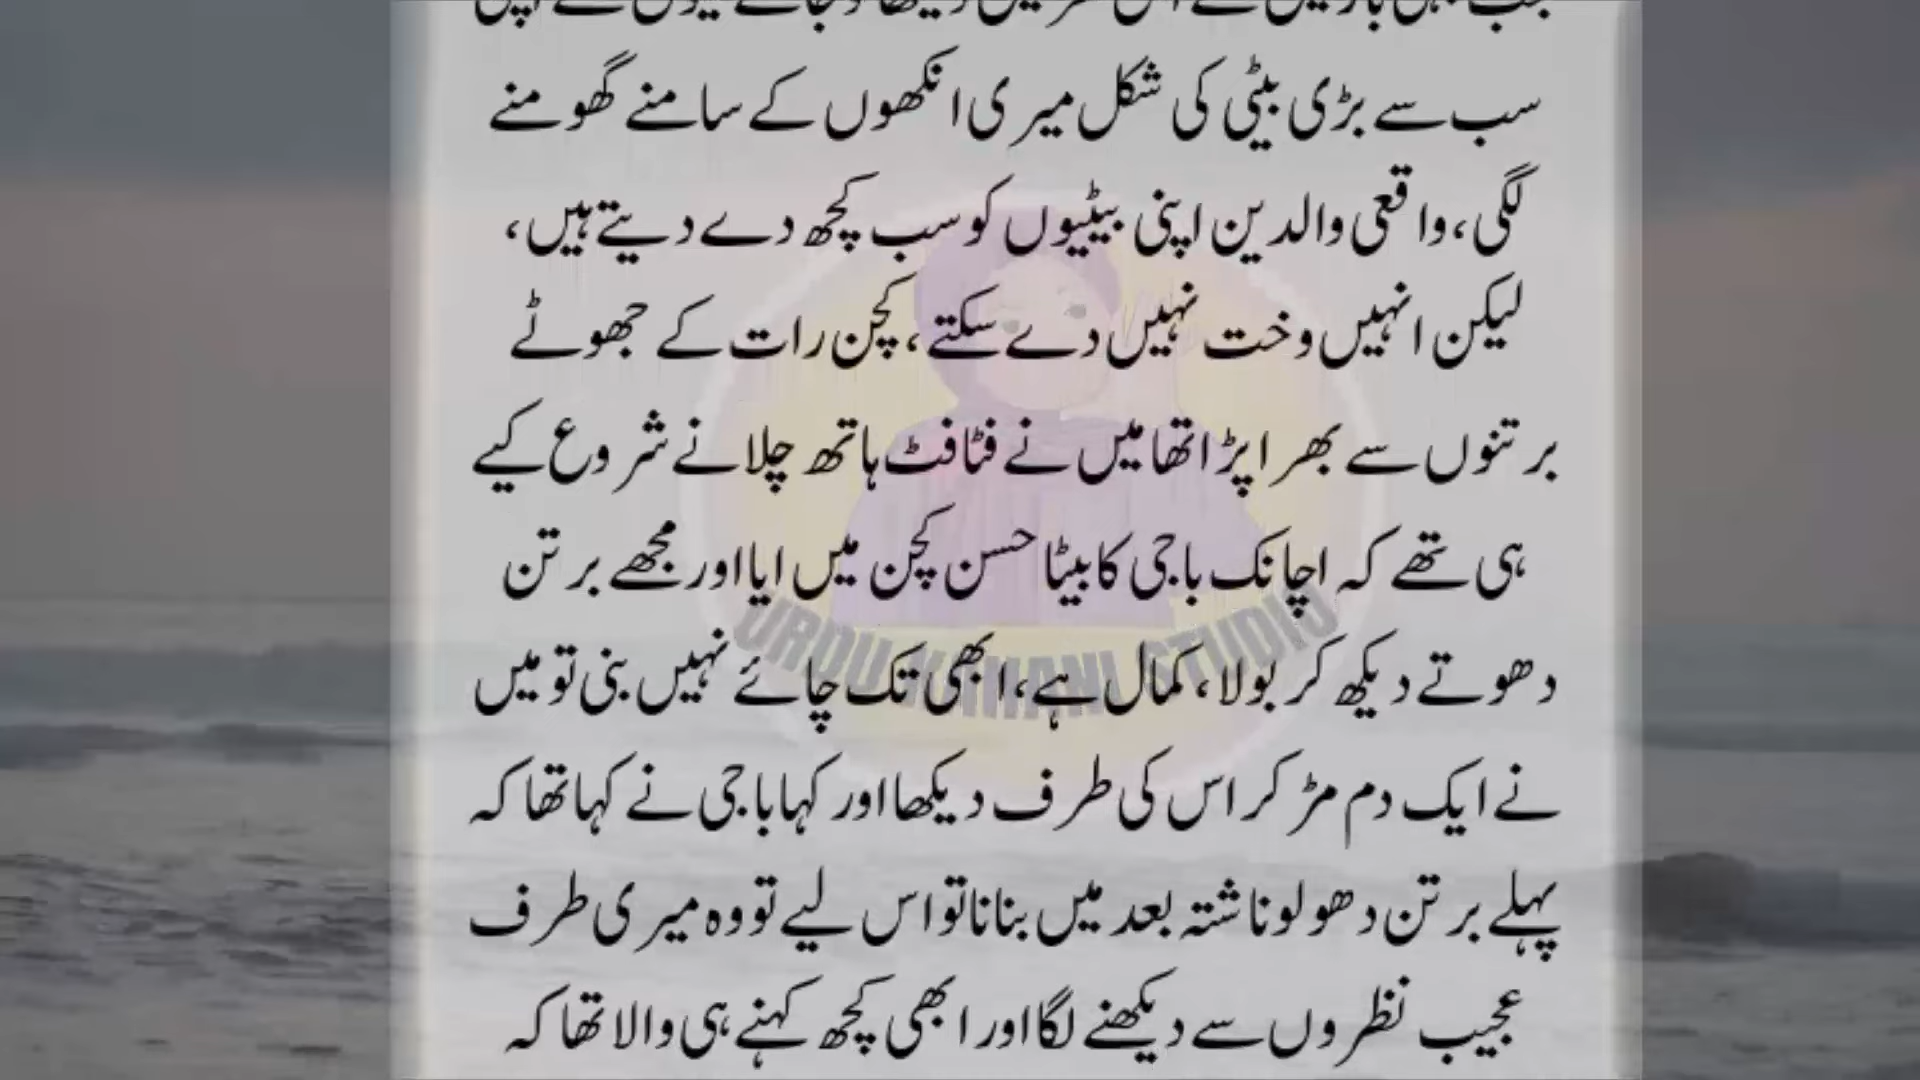 سب سے بڑی بیٹی کی شکل میری انکھوں کے سامنے گھومنے
لگی، واقعی والدین اپنی بیٹیوں کو سب کچھ دے دیتے ہیں،
لیکن انہیں وخت نہیں دے سکتے، کچن رات کے جھوٹے
برتنوں سے بھرا پڑا تھا میں نے فٹافٹ ہاتھ چلانے شروع کیے
ہی تھے کہ اچانک باجی کا بیٹا حسن کچن میں ایا اور مجھے برتن
دھوتے دیکھ کر بولا، کمال ہے، ابھی تک چائے نہیں بنی تو میں
نے ایک دم مڑ کر اس کی طرف دیکھا اور کہا باجی نے کہا تھا کہ
پہلے برتن دھولو ناشتہ بعد میں بنانا تو اس لیے تو وہ میری طرف
عجیب نظروں سے دیکھنے لگا اور ابھی کچھ کہنے ہی والا تھا کہ
URDU KAHANI STUDIO